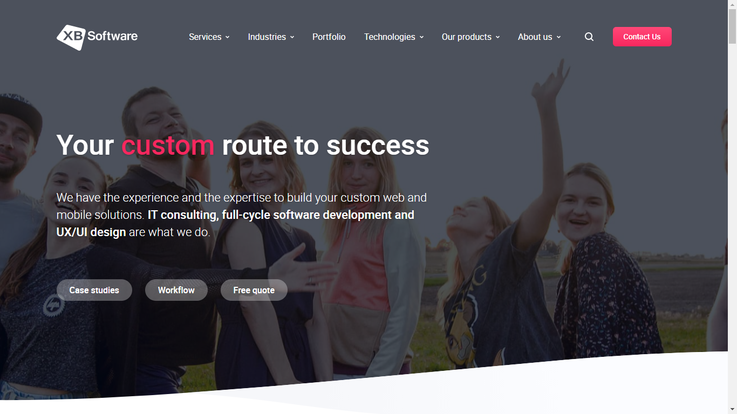 XB Software
Services
Industries
Portfolio
Technologies
Our products
About us
Contact Us
Your custom route to success
We have the experience and the expertise to build your custom web and
mobile solutions. IT consulting, full-cycle software development and
UX/UI design are what we do.
Case studies
Workflow
Free quote